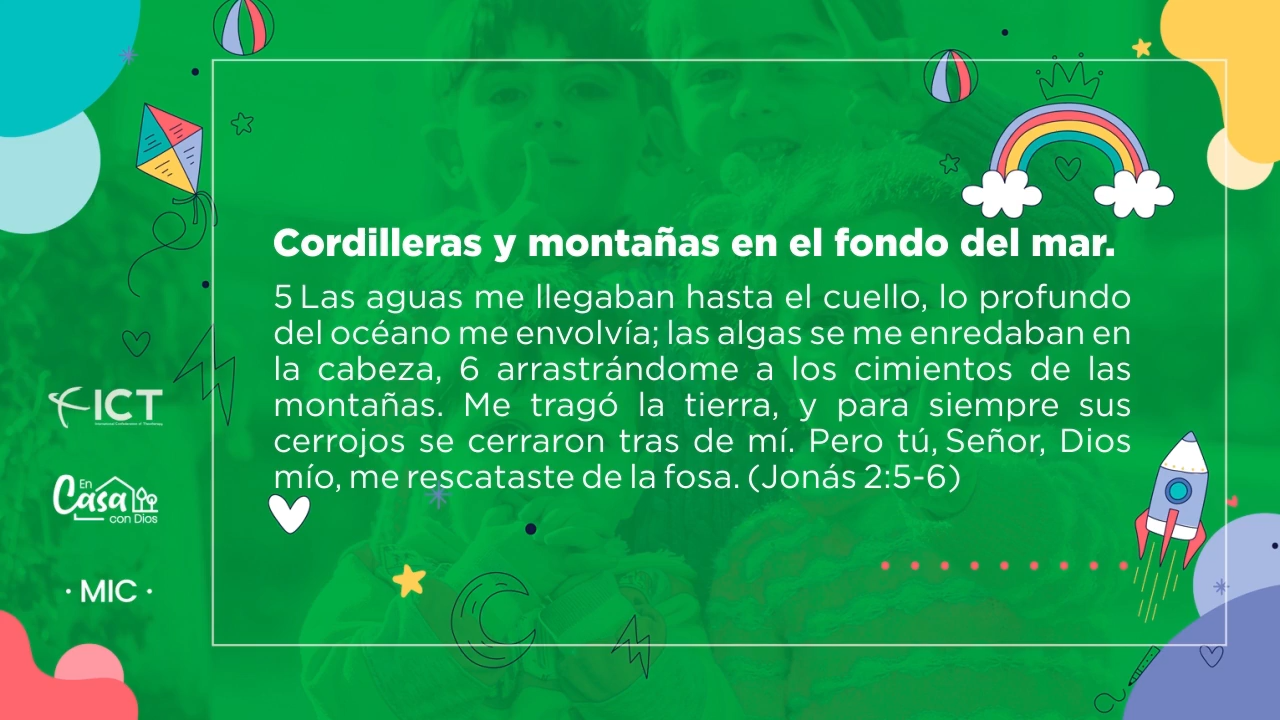 Cordilleras y montañas en el fondo del mar.
5 Las aguas me llegaban hasta el cuello, lo profundo
del océano me envolvía; las algas se me enredaban en
la cabeza, 6 arrastrándome a los cimientos de las
montañas. Me tragó la tierra, y para siempre sus
cerrojos se cerraron tras de mí. Pero tú, Señor, Dios
mío, me rescataste de la fosa. (Jonás 2:5-6)
ICT
En
Casa
con Dios
· MIC ·